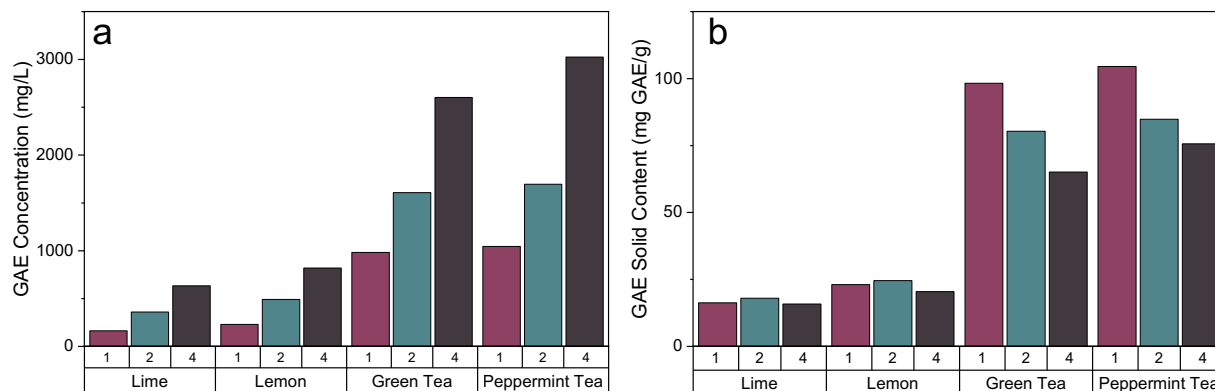 a
GAE Concentration (mg/L)
3000
2000
1000
0
1 2 4 1 2 4 1 2 4 1 2 4
Lime Lemon Green Tea Peppermint Tea
b
GAE Solid Content (mg GAE/g)
100
50
0
1 2 4 1 2 4 1 2 4 1 2 4
Lime Lemon Green Tea Peppermint Tea